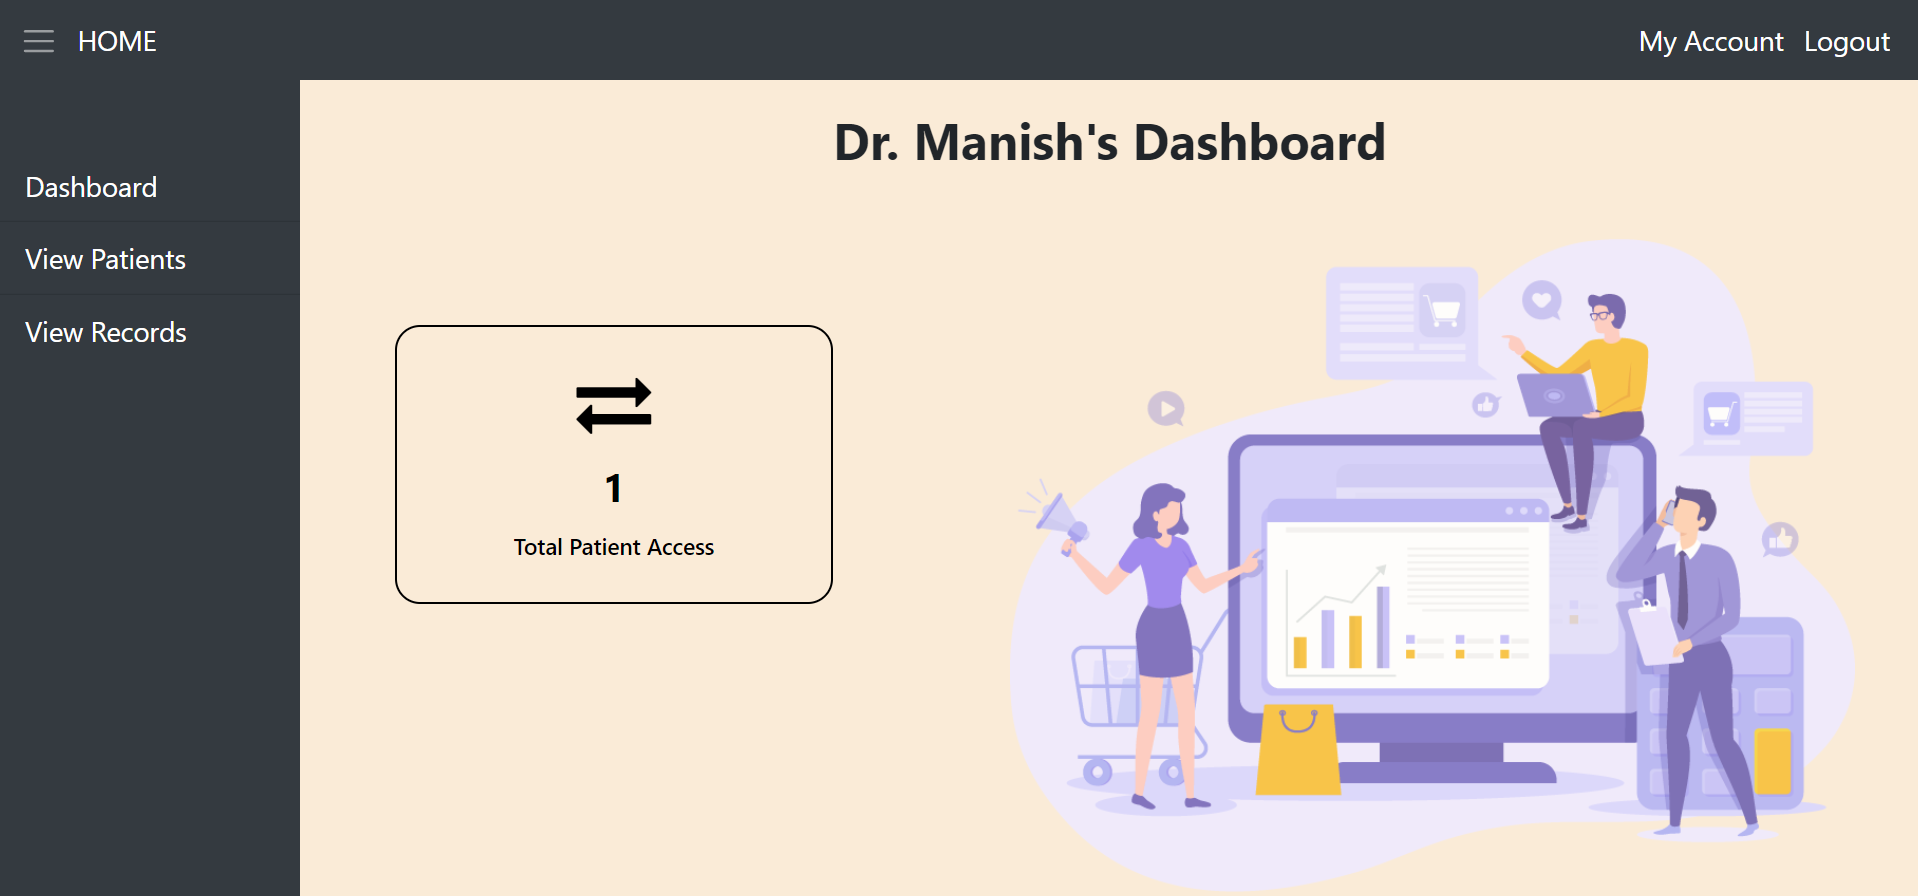 HOME
My Account Logout
Dr. Manish's Dashboard
Dashboard
View Patients
View Records
1
Total Patient Access